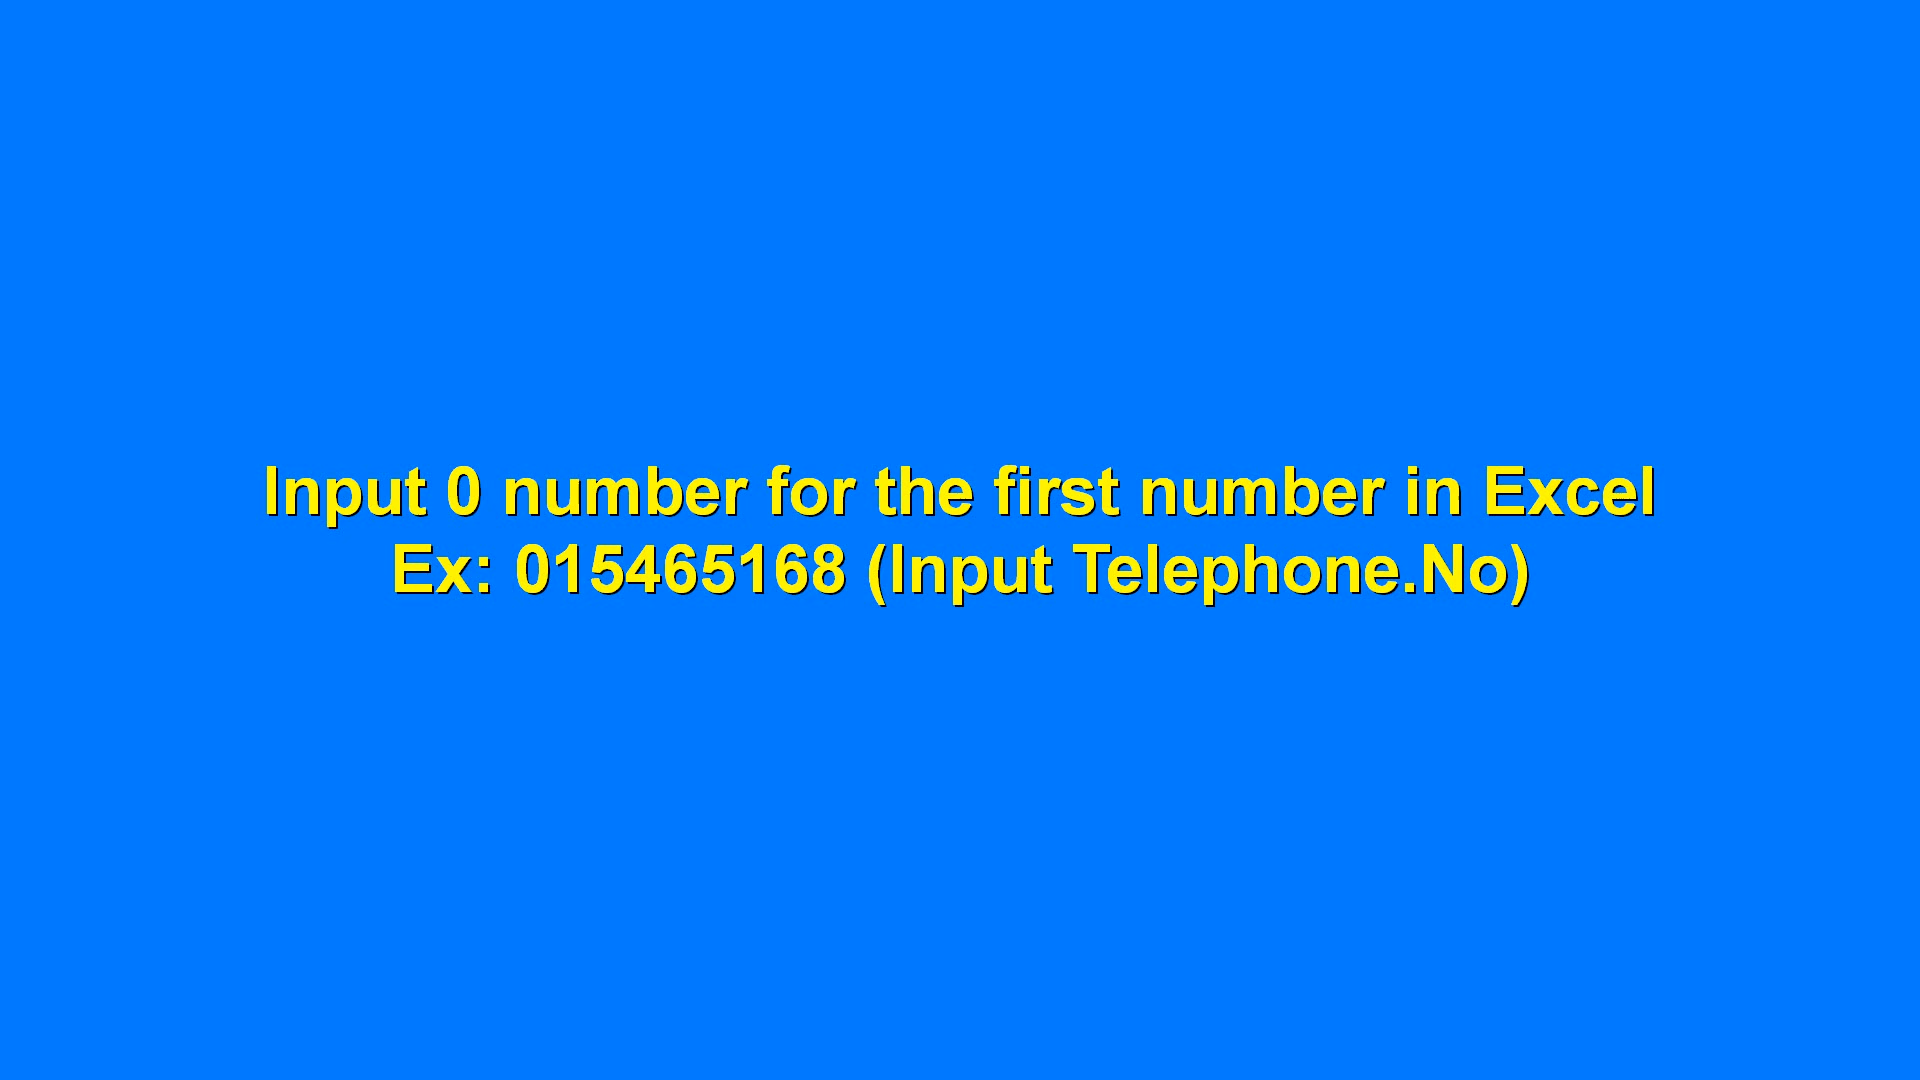 Input 0 number for the first number in Excel
Ex: 015465168 (Input Telephone.No)